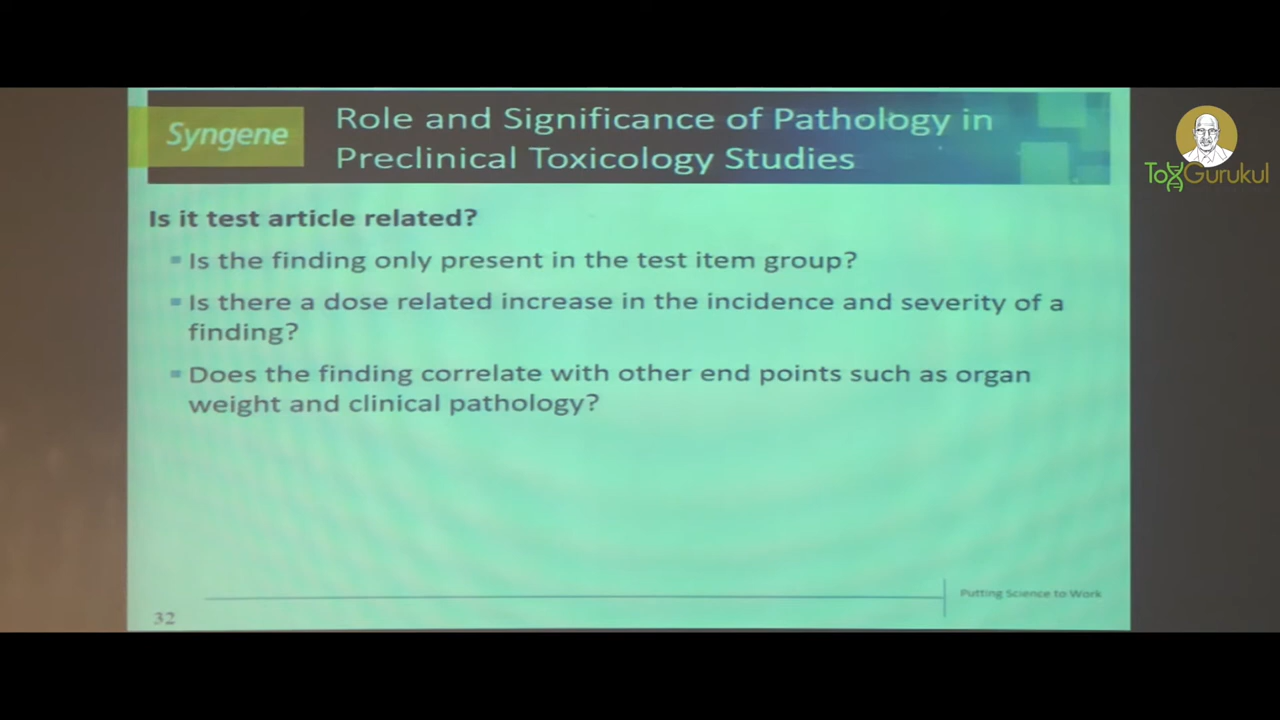 Syngene
Role and Significance of Pathology in
Preclinical Toxicology Studies
ToxGurukul
Is it test article related?
Is the finding only present in the test item group?
Is there a dose related increase in the incidence and severity of a
finding?
Does the finding correlate with other end points such as organ
weight and clinical pathology?
Putting Science to Work
32